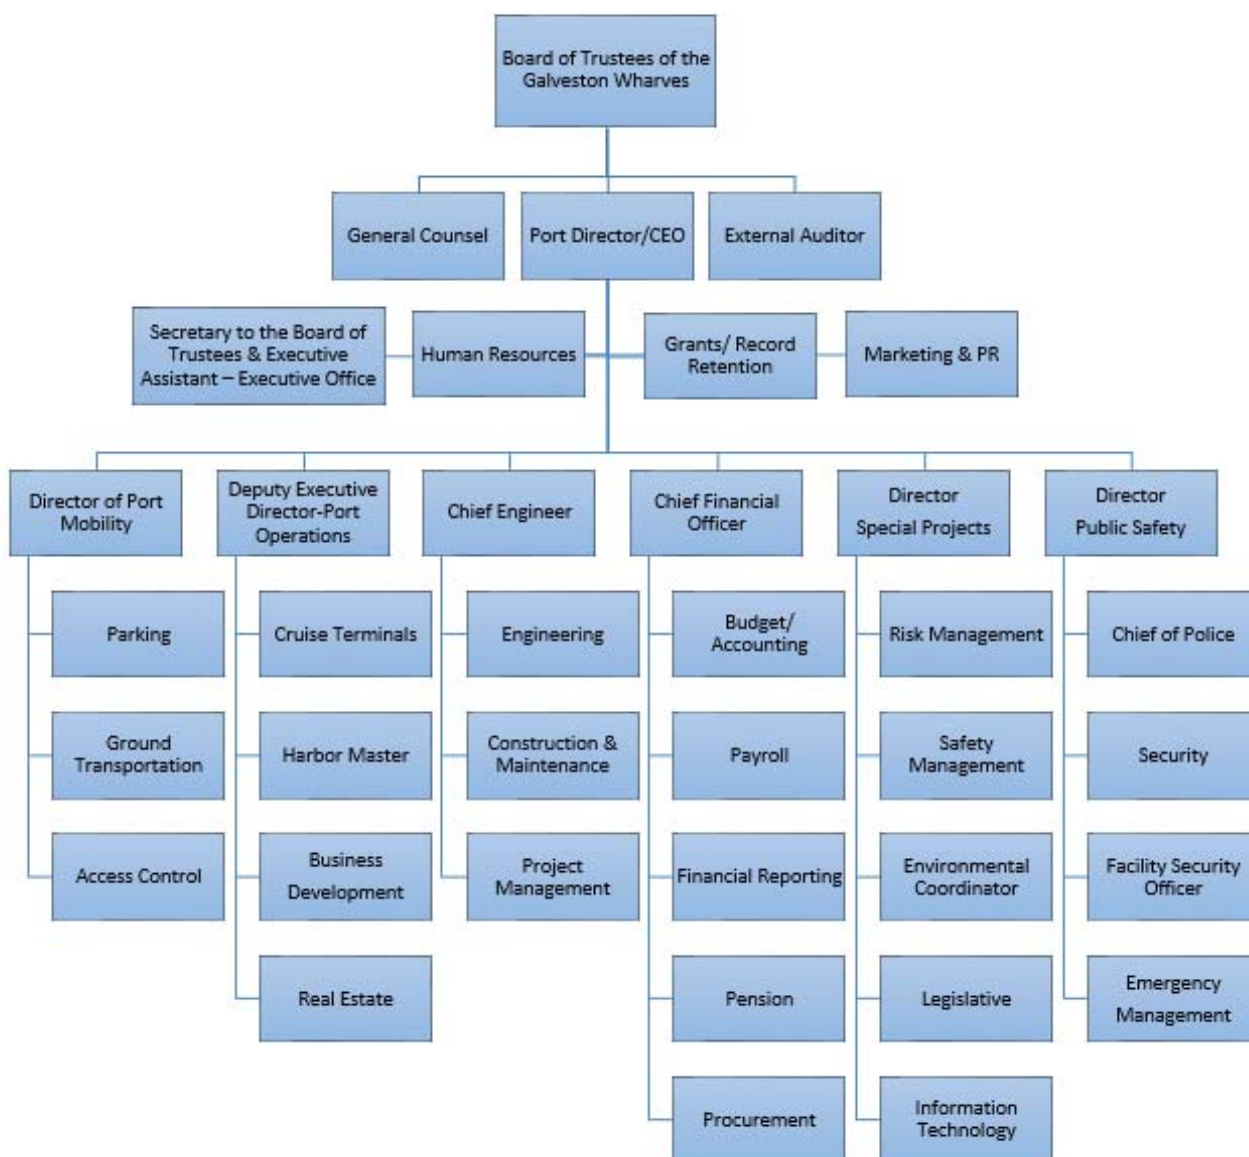 Board of Trustees of the
Galveston Wharves
General Counsel
Port Director/CEO
External Auditor
Secretary to the Board of
Trustees & Executive
Assistant – Executive Office
Human Resources
Grants/ Record
Retention
Marketing & PR
Director of Port
Mobility
Deputy Executive
Director-Port
Operations
Chief Engineer
Chief Financial
Officer
Director
Special Projects
Director
Public Safety
Parking
Cruise Terminals
Engineering
Budget/
Accounting
Risk Management
Chief of Police
Ground
Transportation
Harbor Master
Construction &
Maintenance
Payroll
Safety
Management
Security
Access Control
Business
Development
Project
Management
Financial Reporting
Environmental
Coordinator
Facility Security
Officer
Real Estate
Pension
Legislative
Emergency
Management
Procurement
Information
Technology